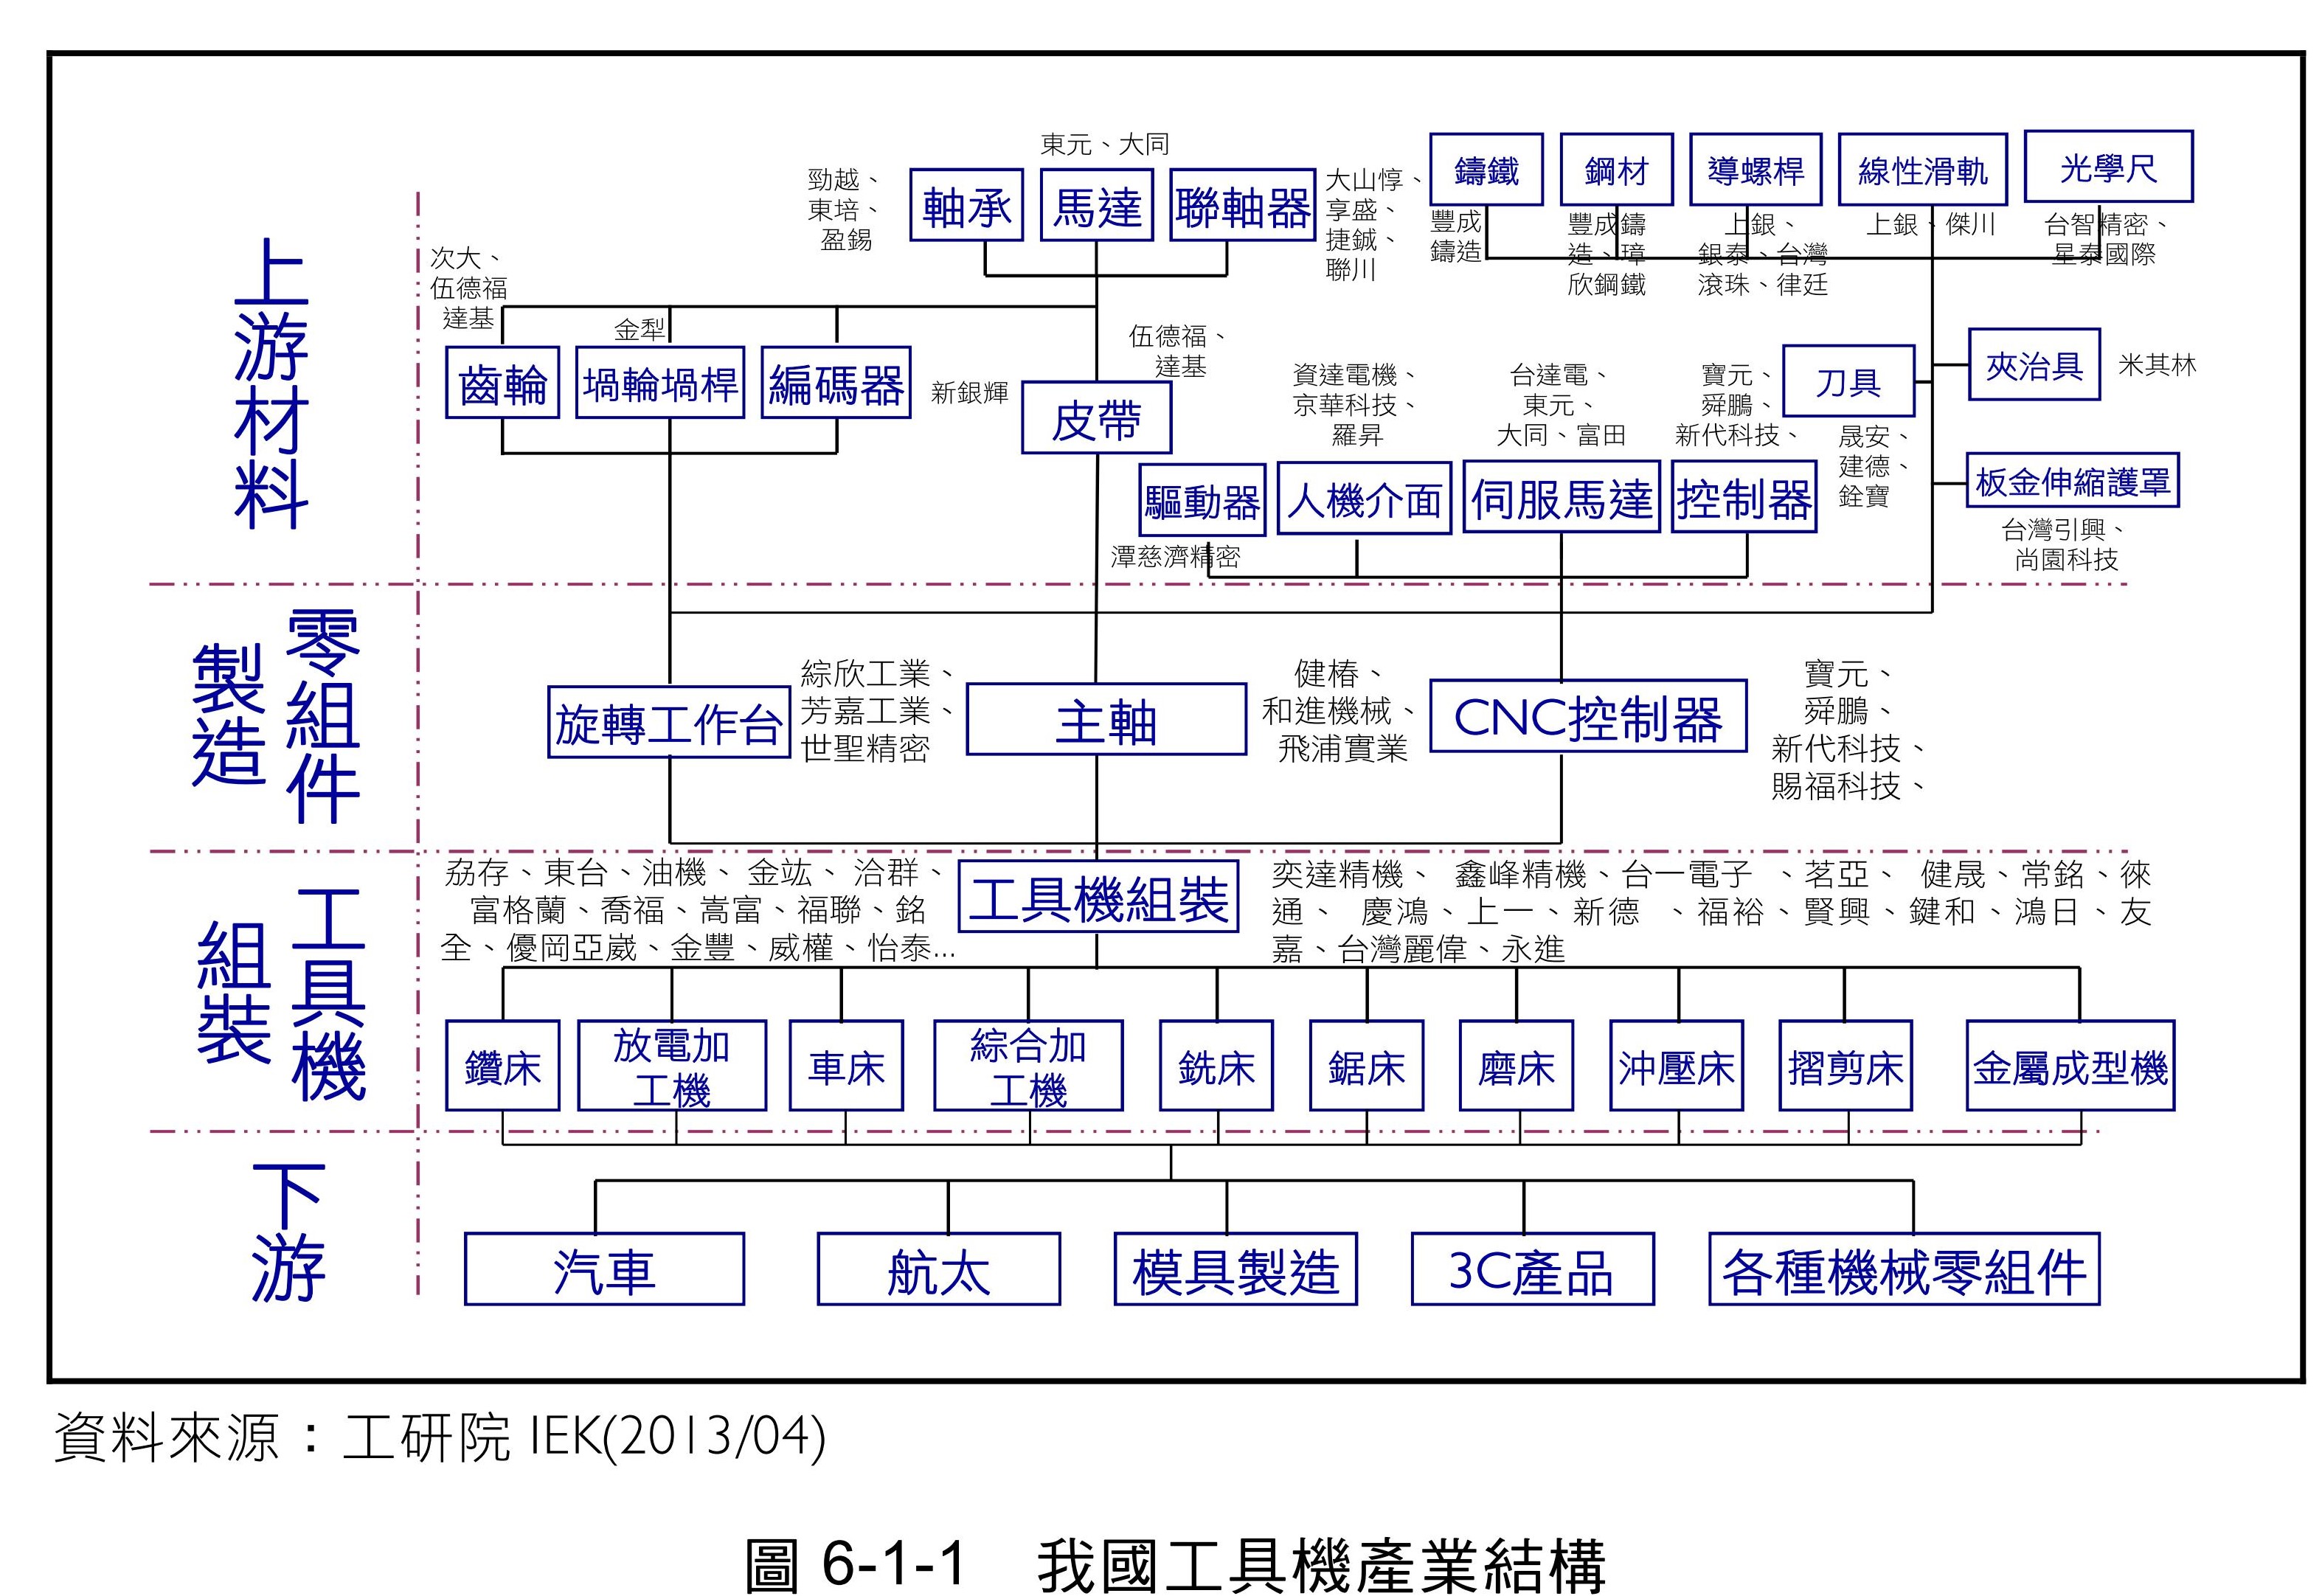 上游材料
東元、大同
勁越、
東培、
盈錫
軸承
馬達
聯軸器
大山惇、
享盛、
捷鋮、
聯川
鑄鐵
鋼材
導螺桿
線性滑軌
光學尺
豐成
鑄造
豐成鑄
造、璋
欣鋼鐵
上銀、
銀泰、台灣
滾珠、律廷
上銀、傑川
台智精密、
星泰國際
次大、
伍德福
達基
金犁
齒輪
堝輪堝桿
編碼器
新銀輝
伍德福、
達基
皮帶
資達電機、
京華科技、
羅昇
台達電、
東元、
大同、富田
寶元、
舜鵬、
新代科技、
刀具
夾治具
米其林
晟安、
建德、
銓寶
驅動器
人機介面
伺服馬達
控制器
板金伸縮護罩
潭慈濟精密
台灣引興、
尚園科技
零組件
製造
旋轉工作台
綜欣工業、
芳嘉工業、
世聖精密
主軸
健椿、
和進機械、
飛浦實業
CNC控制器
寶元、
舜鵬、
新代科技、
賜福科技、
工具機
組裝
荔存、東台、油機、 金竑、 洽群、
富格蘭、喬福、嵩富、福聯、銘
全、優岡亞崴、金豐、威權、怡泰...
工具機組裝
奕達精機、 鑫峰精機、台一電子 、茗亞、 健晟、常銘、徠
通、 慶鴻、上一、新德 、福裕、賢興、鍵和、鴻日、友
嘉、台灣麗偉、永進
鑽床
放電加
工機
車床
綜合加
工機
銑床
鋸床
磨床
沖壓床
摺剪床
金屬成型機
下游
汽車
航太
模具製造
3C產品
各種機械零組件
資料來源：工研院 IEK(2013/04)
圖 6-1-1 我國工具機產業結構